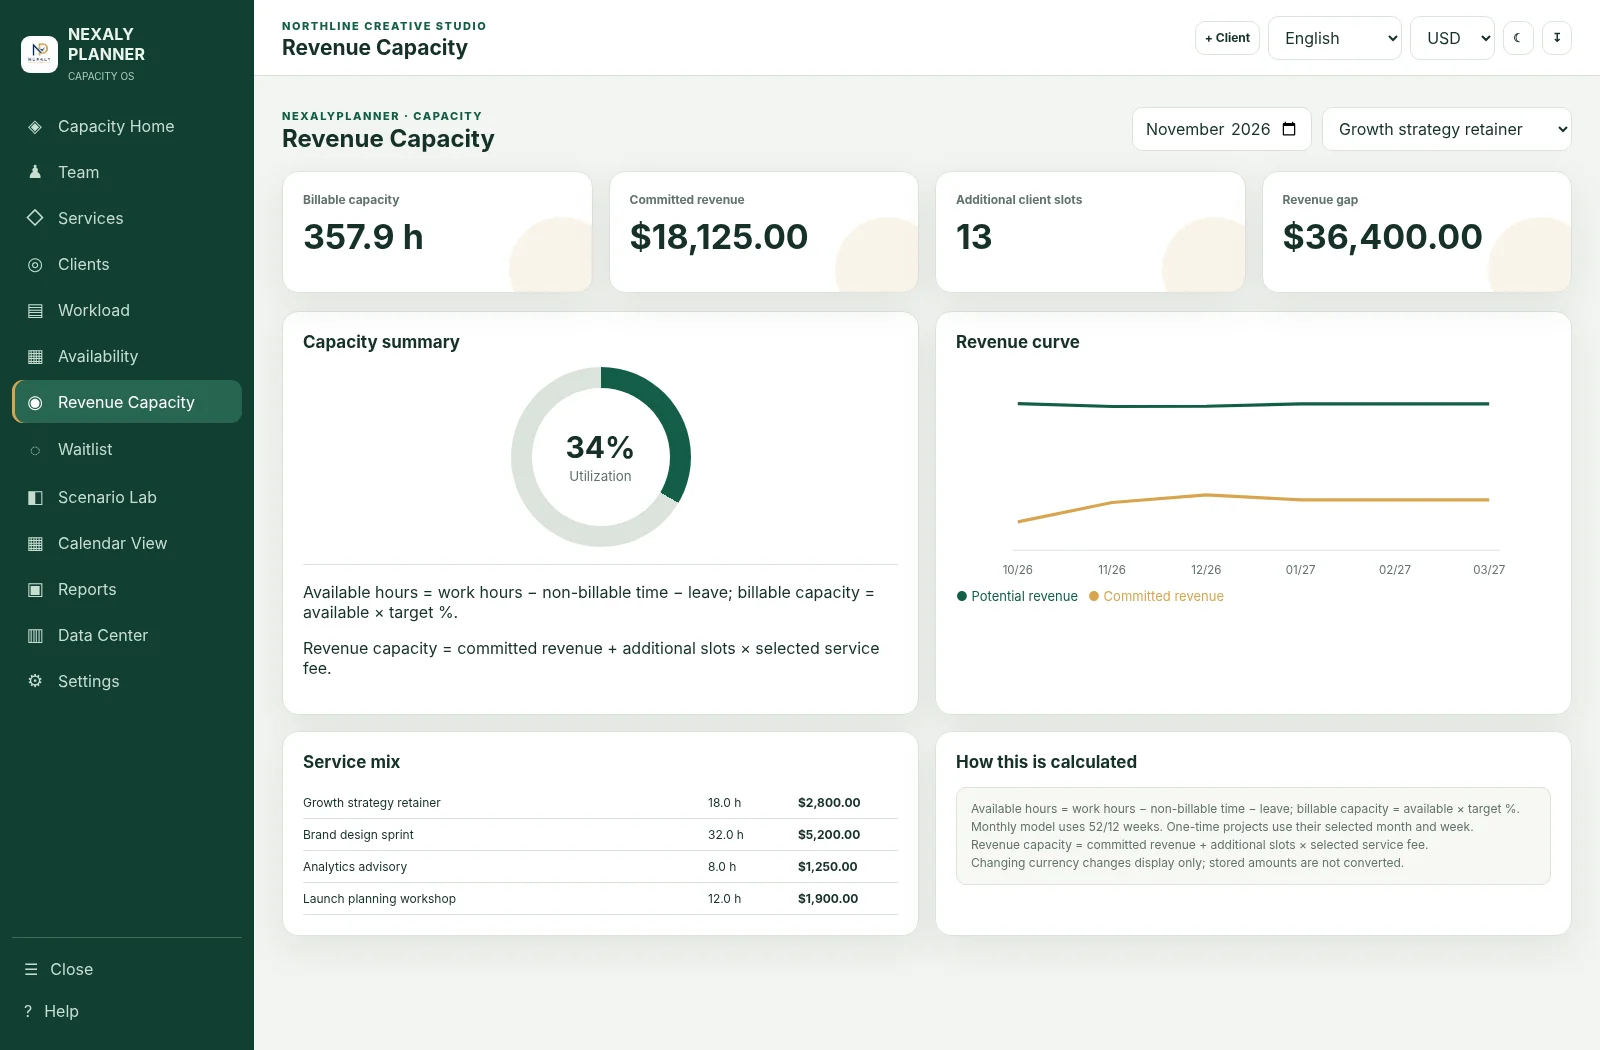 NEXALY
PLANNER
CAPACITY OS
Capacity Home
Team
Services
Clients
Workload
Availability
Revenue Capacity
Waitlist
Scenario Lab
Calendar View
Reports
Data Center
Settings
Close
? Help
NORTHLINE CREATIVE STUDIO
Revenue Capacity
+ Client
English
USD
NEXALYPLANNER · CAPACITY
Revenue Capacity
November 2026
Growth strategy retainer
Billable capacity
357.9 h
Committed revenue
$18,125.00
Additional client slots
13
Revenue gap
$36,400.00
Capacity summary
34%
Utilization
Available hours = work hours − non-billable time − leave; billable capacity =
available × target %.
Revenue capacity = committed revenue + additional slots × selected service
fee.
Revenue curve
10/26 11/26 12/26 01/27 02/27 03/27
Potential revenue Committed revenue
Service mix
Growth strategy retainer 18.0 h $2,800.00
Brand design sprint 32.0 h $5,200.00
Analytics advisory 8.0 h $1,250.00
Launch planning workshop 12.0 h $1,900.00
How this is calculated
Available hours = work hours − non-billable time − leave; billable capacity = available × target %.
Monthly model uses 52/12 weeks. One-time projects use their selected month and week.
Revenue capacity = committed revenue + additional slots × selected service fee.
Changing currency changes display only; stored amounts are not converted.